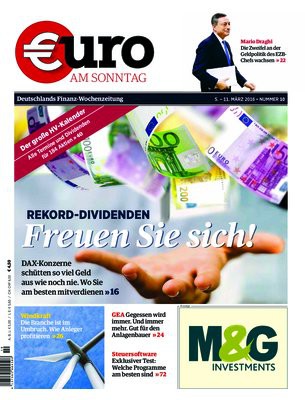 €uro
AM SONNTAG
Mario Draghi
Die Zweifel an der
Geldpolitik des EZB-
Chefs wachsen » 22
Deutschlands Finanz-Wochenzeitung
5. – 11. MÄRZ 2016 • NUMMER 10
Der große HV-Kalender
Alle Termine und Dividenden
für 184 Aktien » 40
REKORD-DIVIDENDEN
Freuen Sie sich!
DAX-Konzerne
schütten so viel Geld
aus wie noch nie. Wo Sie
am besten mitverdienen » 16
€ 4,50
Windkraft
Die Branche ist im
Umbruch. Wie Anleger
profitieren » 26
GEA Gegessen wird
immer. Und immer
mehr. Gut für den
Anlagenbauer » 24
Steuersoftware
Exklusiver Test:
Welche Programme
am besten sind » 72
M&G
INVESTMENTS